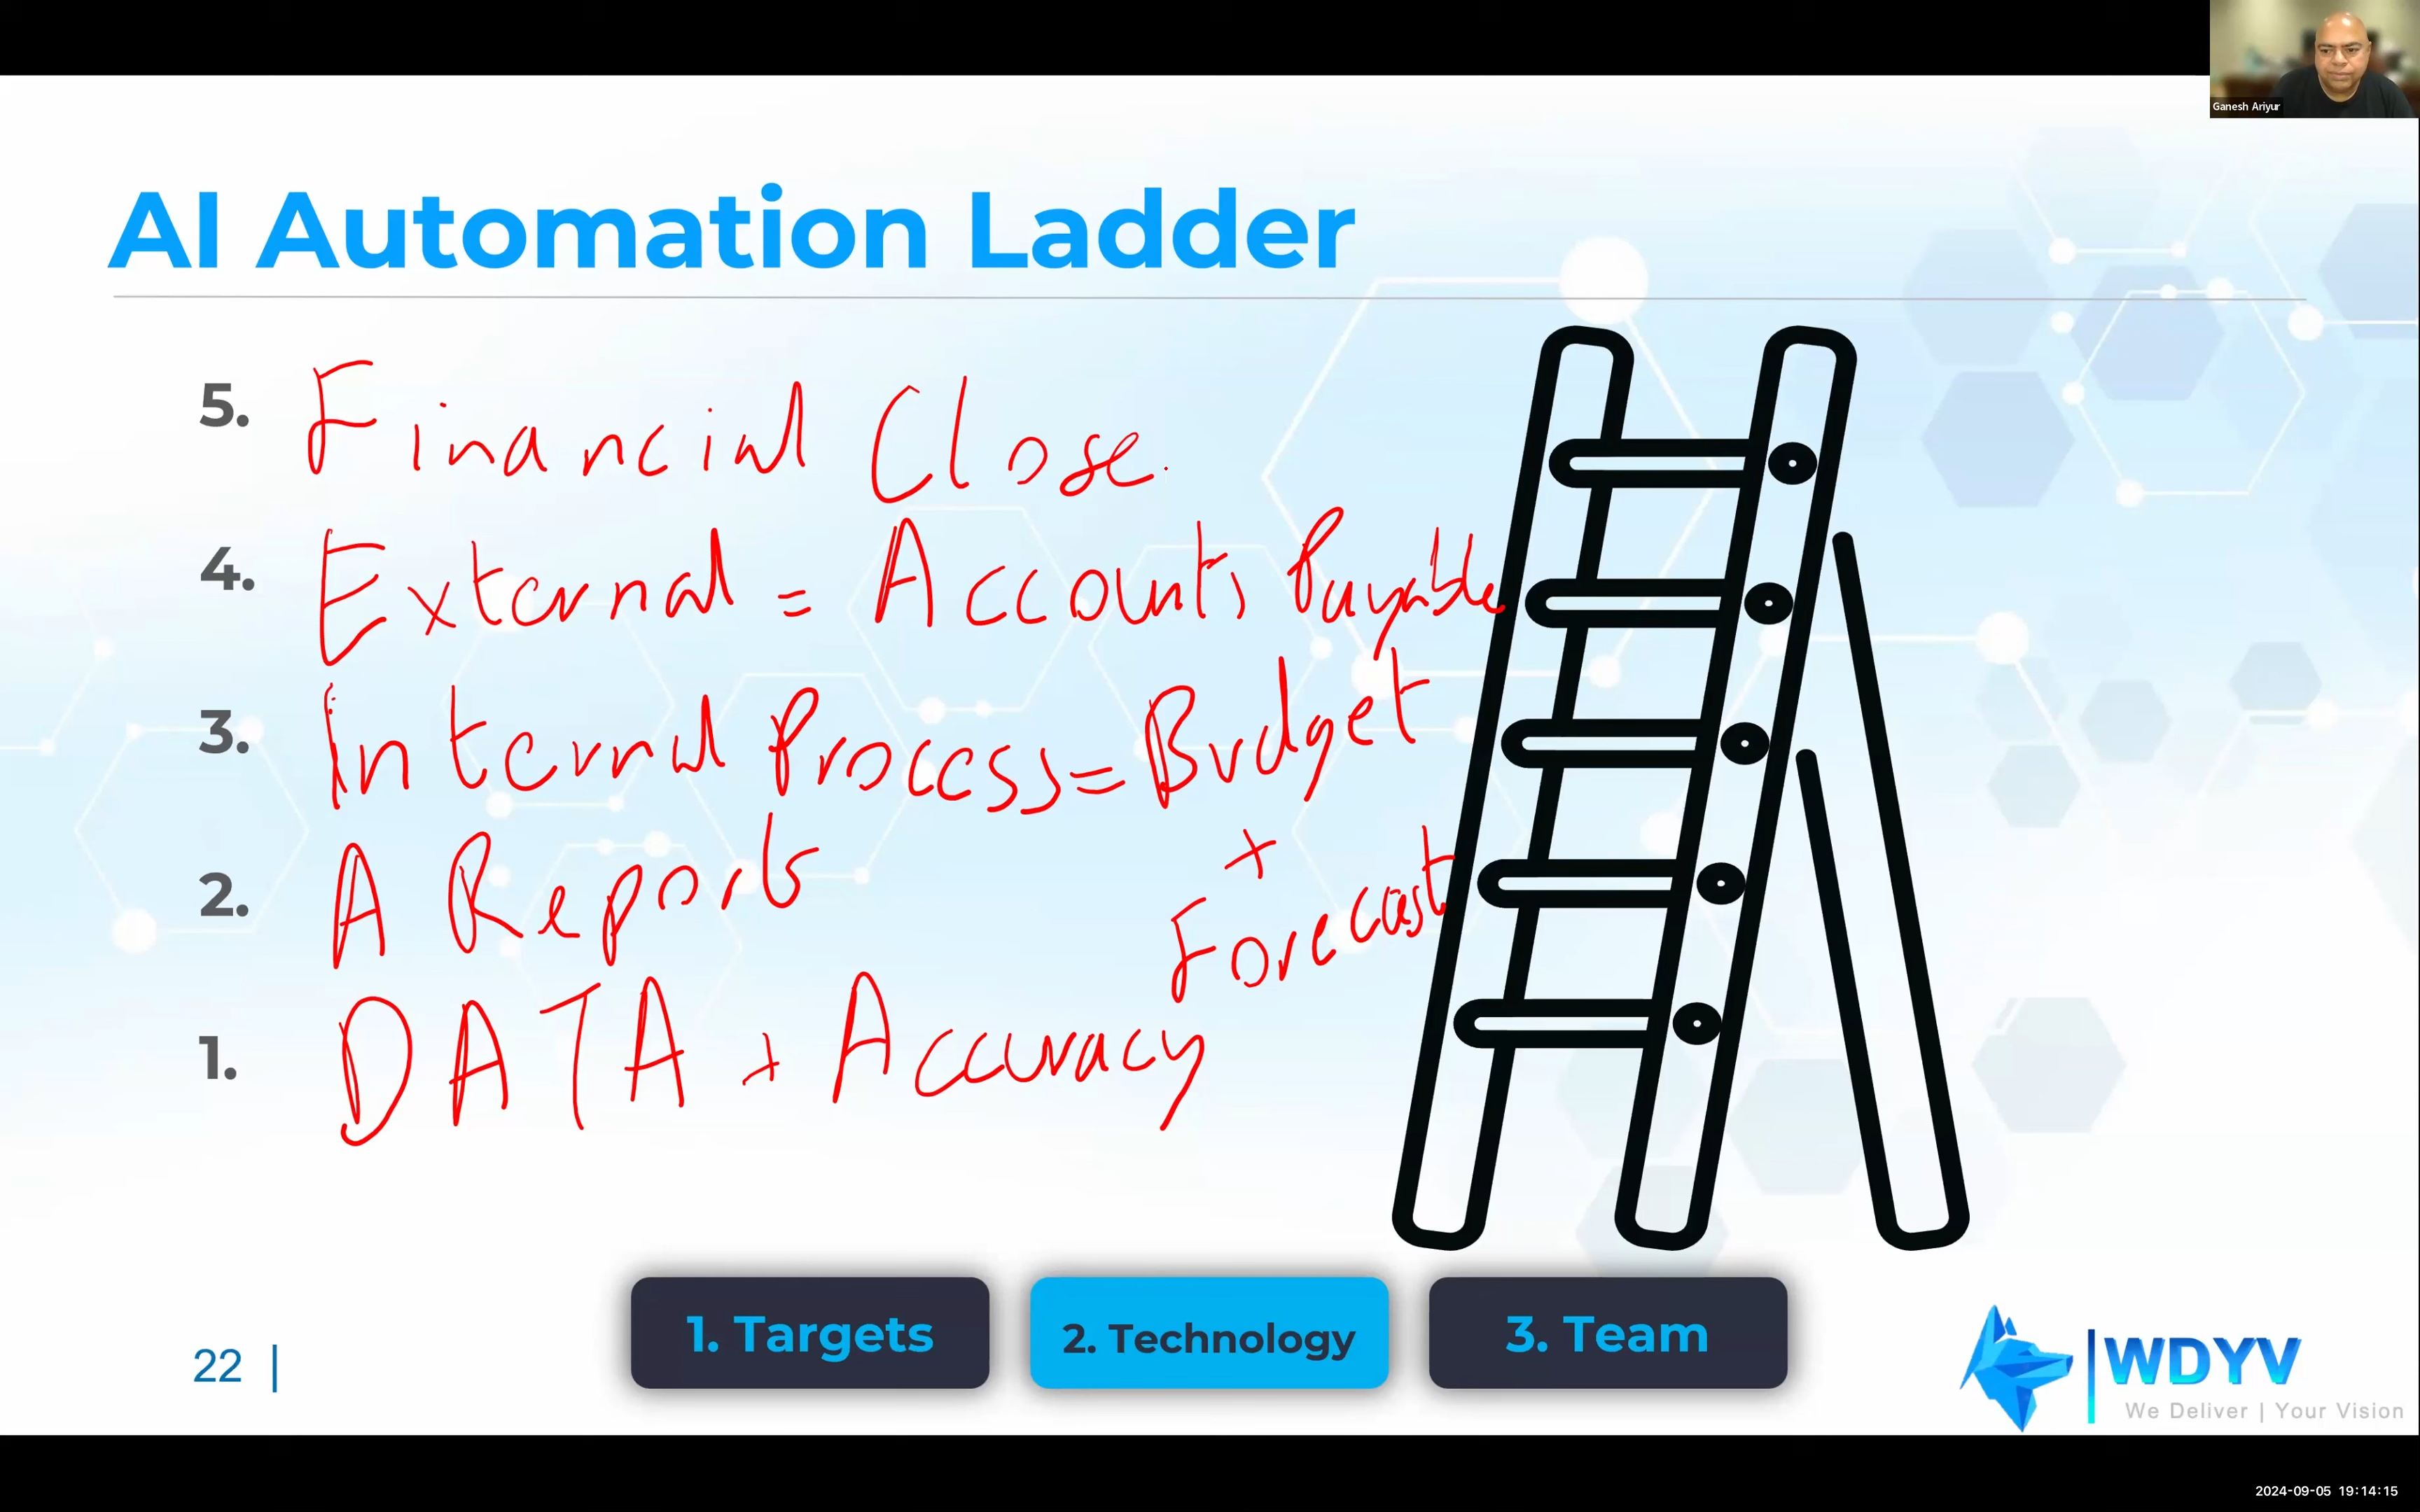 Ganesh Ariyur
AI Automation Ladder
5. Financial Close.
4. External = Accounts Payable
3. Internal Process = Budget
+
Forecast
2. A Reports
1. DATA + Accuracy
1. Targets
2. Technology
3. Team
22 |
WDYV
We Deliver | Your Vision
2024-09-05 19:14:15